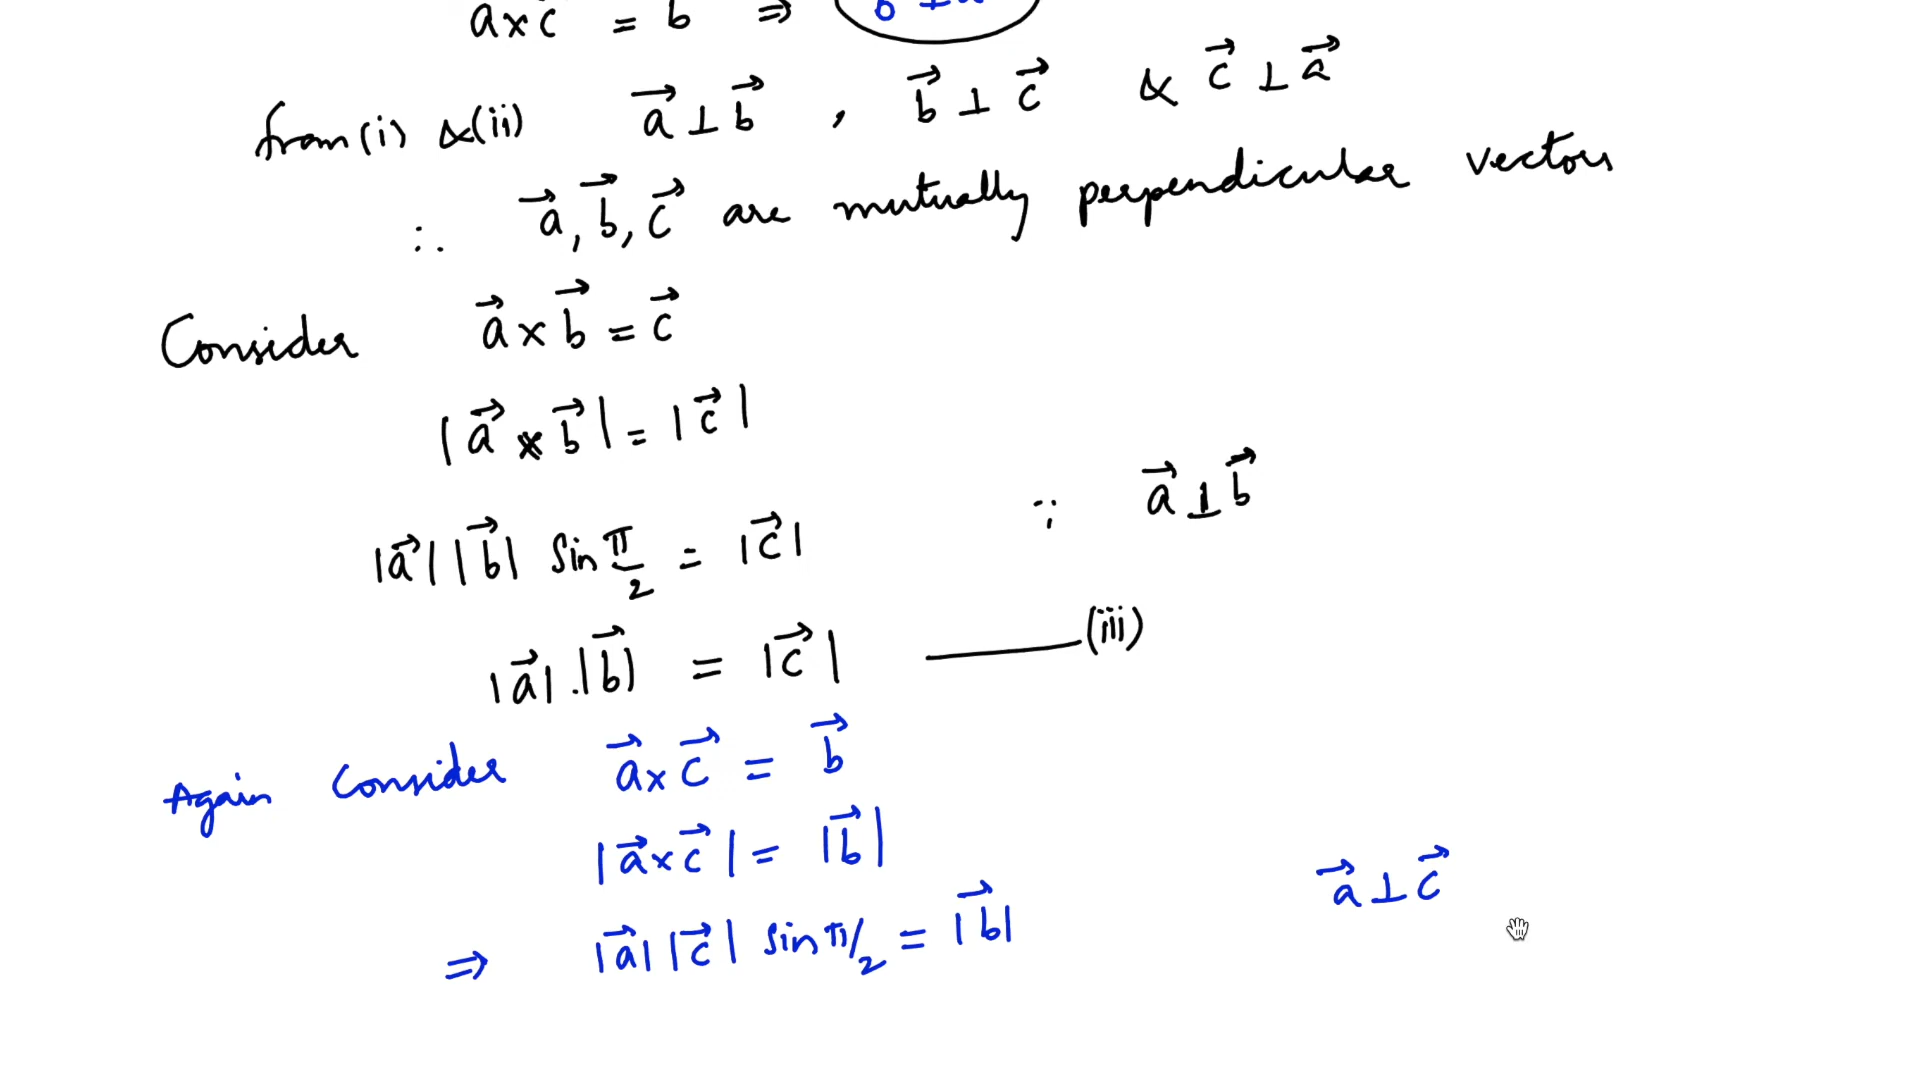 a×c = b ⇒ b ⊥ a
from (i) &(ii) a⃗ ⊥ b⃗ , b⃗ ⊥ c⃗ & c⃗ ⊥ a⃗
∴ a⃗, b⃗, c⃗ are mutually perpendicular vectors
Consider a⃗ × b⃗ = c⃗
|a⃗ × b⃗| = |c⃗|
|a⃗| |b⃗| sin π/2 = |c⃗| ∵ a⃗ ⊥ b⃗
|a⃗| . |b⃗| = |c⃗| ——— (iii)
Again Consider a⃗ × c⃗ = b⃗
|a⃗ × c⃗| = |b⃗|
⇒ |a⃗| |c⃗| sin π/2 = |b⃗| a⃗ ⊥ c⃗